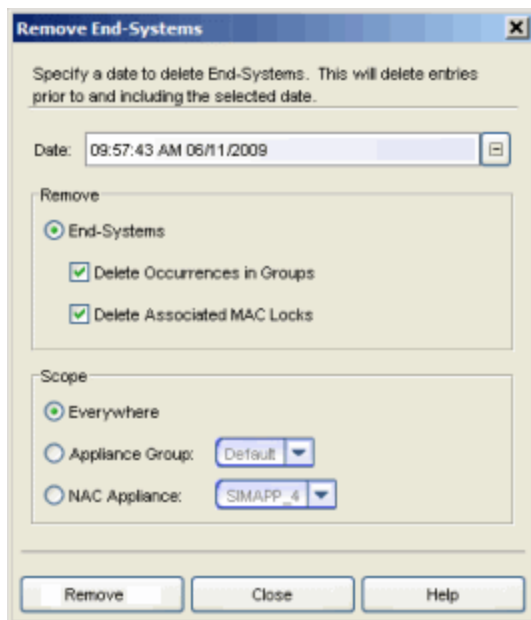 Remove End-Systems
Specify a date to delete End-Systems. This will delete entries
prior to and including the selected date.
Date: 09:57:43 AM 06/11/2009
Remove
End-Systems
Delete Occurrences in Groups
Delete Associated MAC Locks
Scope
Everywhere
Appliance Group: Default
NAC Appliance: SIMAPP_4
Remove Close Help